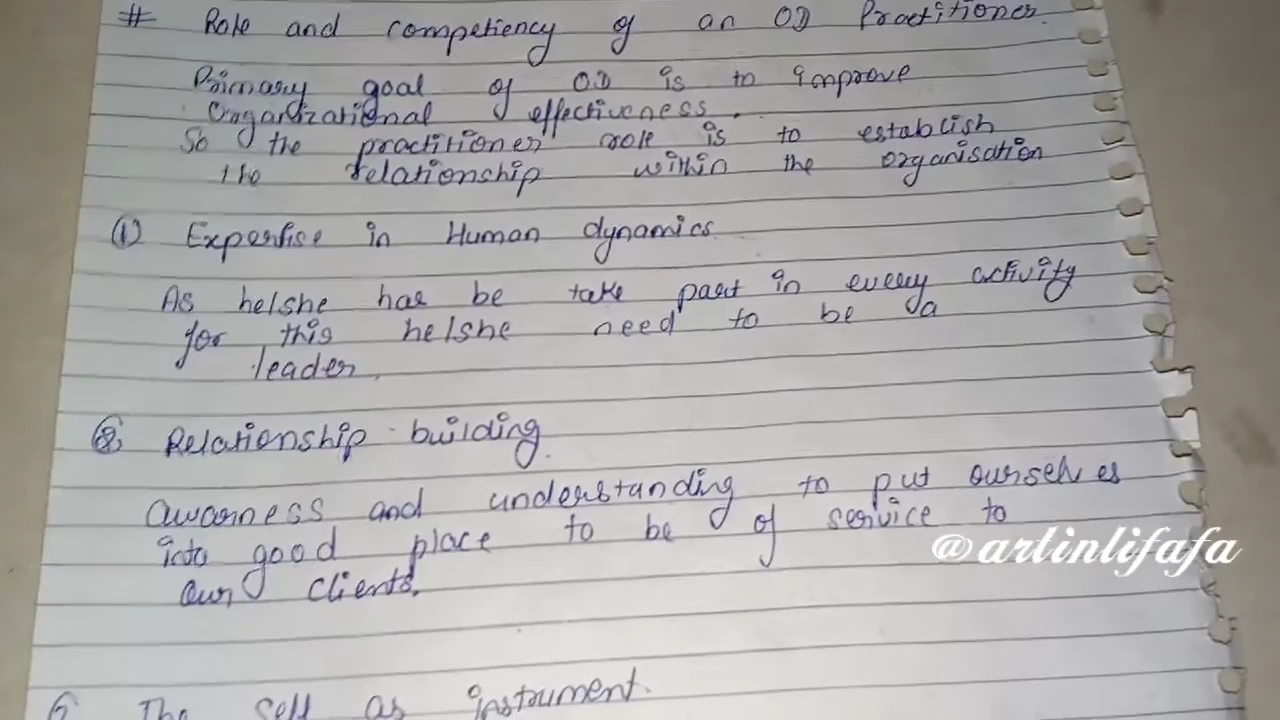 # Role and competiency of an OD Practitioner.
Primary goal of OD is to improve
Organizational effectiveness.
So the practitioner role is to establish
the relationship within the organisation
① Expertise in Human dynamics
As he/she has be take part in every activity
for this he/she need to be a
leader.
② Relationship building.
awarness and understanding to put ourselves
into good place to be of service to
our clients.
@artinlifafa
The self as instrument.